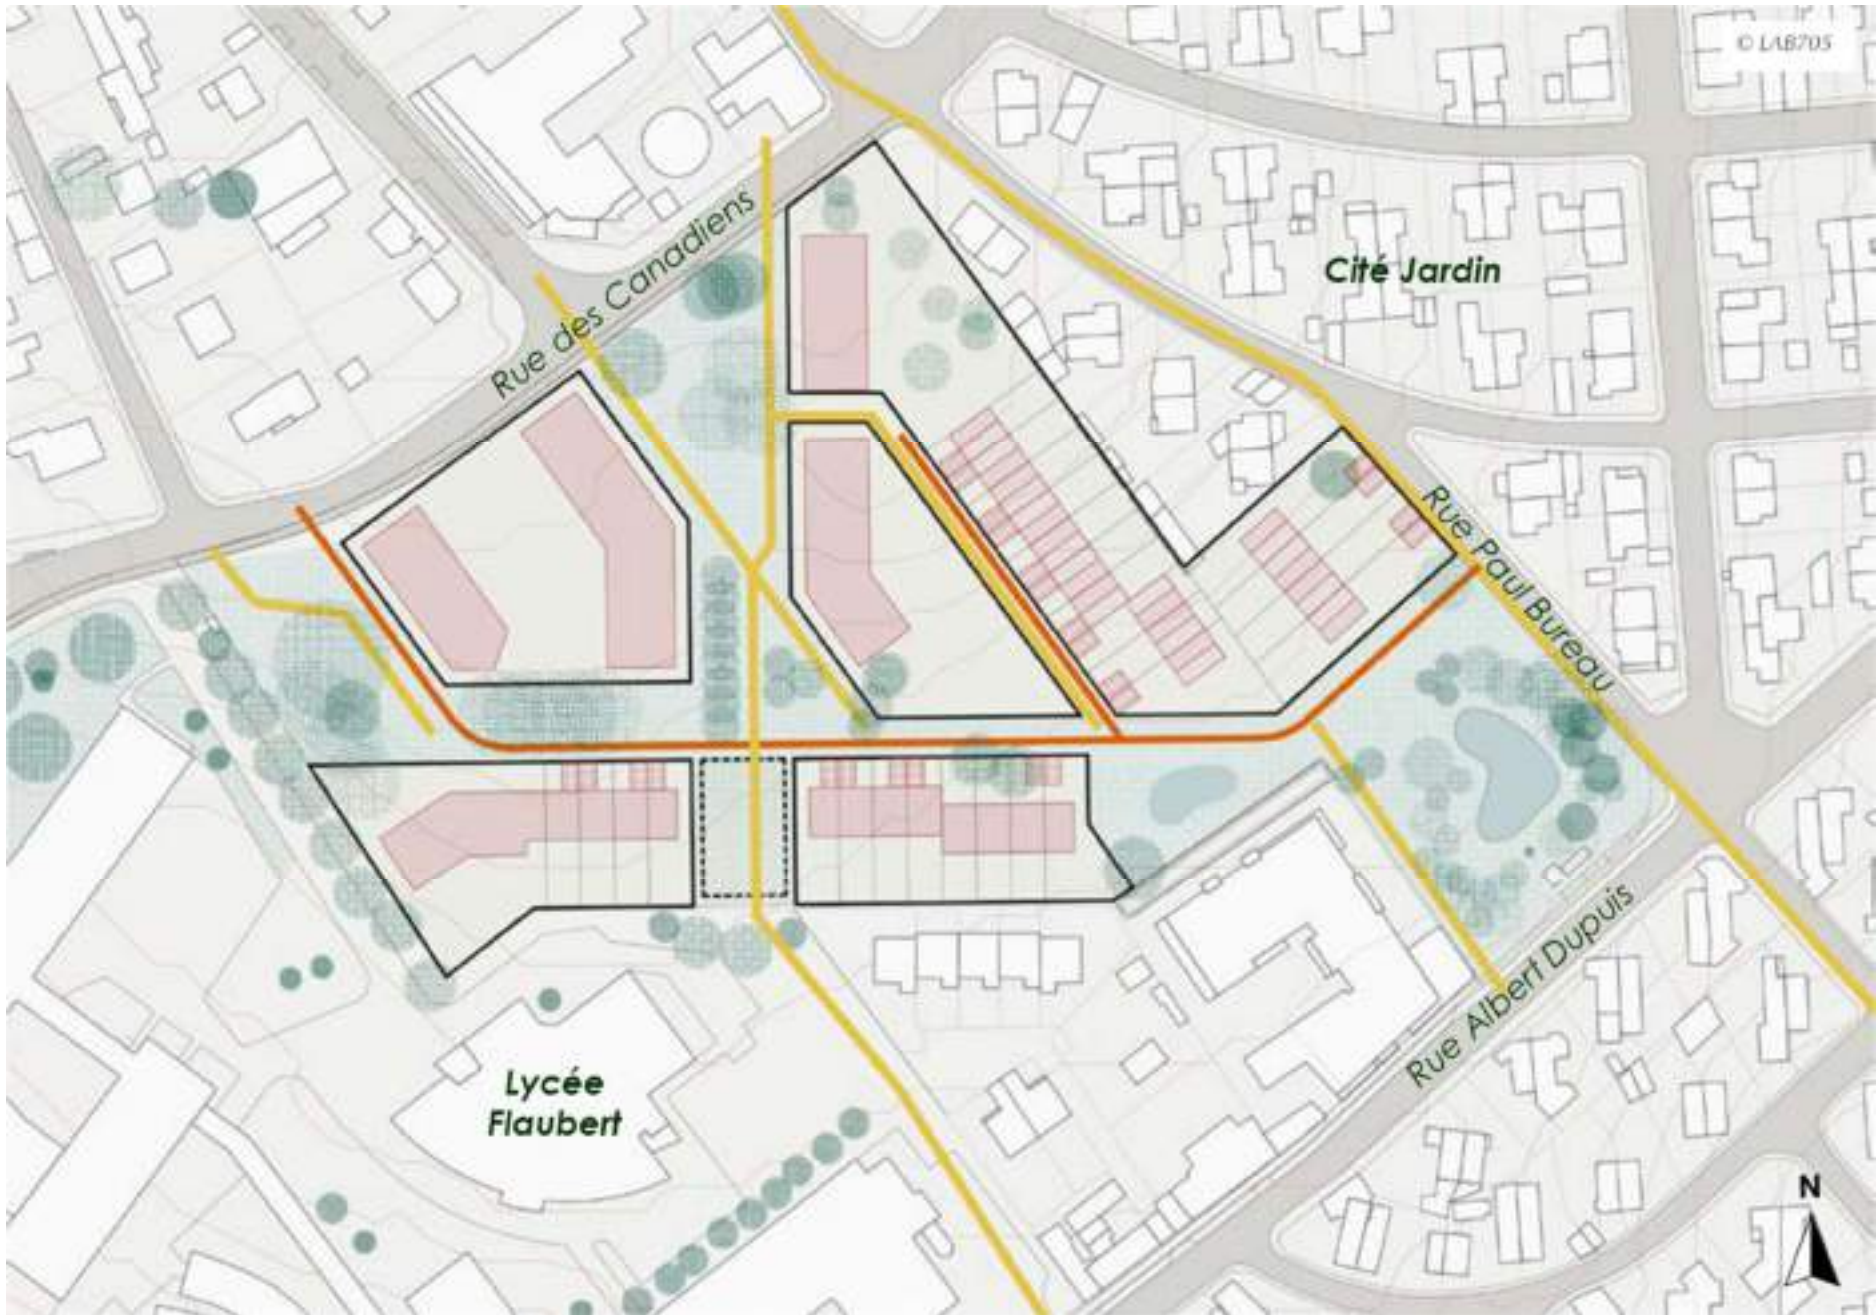 © LAB705
Rue des Canadiens
Cité Jardin
Rue Paul Bureau
Rue Albert Dupuis
Lycée
Flaubert
N